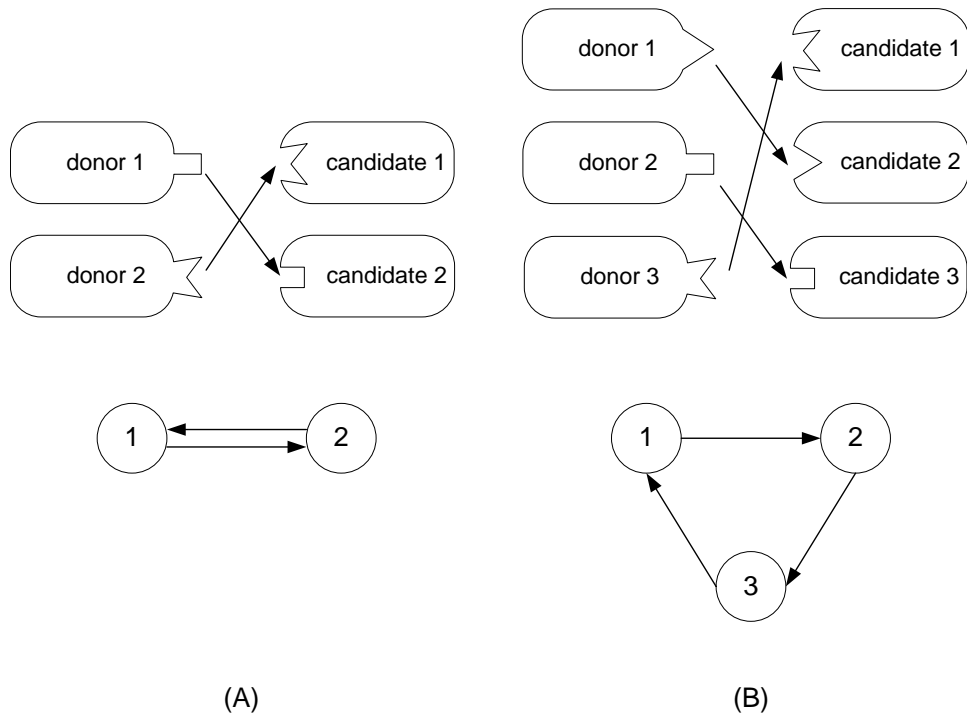 donor 1
candidate 1
donor 2
candidate 2
1
2
(A)
donor 1
candidate 1
donor 2
candidate 2
donor 3
candidate 3
1
2
3
(B)